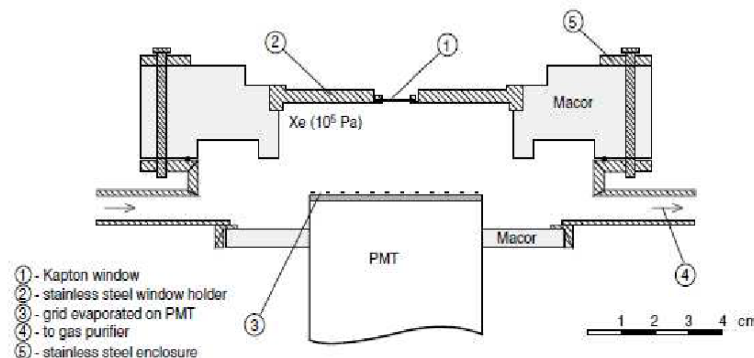 ② ① ⑤
Macor
Xe (10⁵ Pa)
Macor
PMT
③ ④
① - Kapton window
② - stainless steel window holder
③ - grid evaporated on PMT
④ - to gas purifier
⑤ - stainless steel enclosure
1 2 3 4 cm